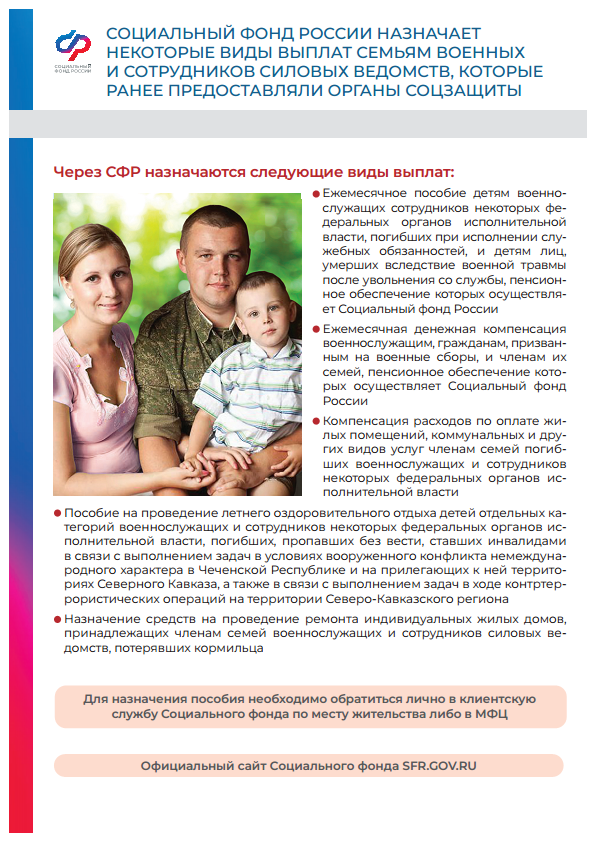 СОЦИАЛЬНЫЙ ФОНД РОССИИ НАЗНАЧАЕТ
НЕКОТОРЫЕ ВИДЫ ВЫПЛАТ СЕМЬЯМ ВОЕННЫХ
И СОТРУДНИКОВ СИЛОВЫХ ВЕДОМСТВ, КОТОРЫЕ
РАНЕЕ ПРЕДОСТАВЛЯЛИ ОРГАНЫ СОЦЗАЩИТЫ
СОЦИАЛЬНЫЙ
ФОНД РОССИИ
Через СФР назначаются следующие виды выплат:
● Ежемесячное пособие детям военно-
служащих сотрудников некоторых фе-
деральных органов исполнительной
власти, погибших при исполнении слу-
жебных обязанностей, и детям лиц,
умерших вследствие военной травмы
после увольнения со службы, пенсион-
ное обеспечение которых осуществля-
ет Социальный фонд России
● Ежемесячная денежная компенсация
военнослужащим, гражданам, призван-
ным на военные сборы, и членам их
семей, пенсионное обеспечение кото-
рых осуществляет Социальный фонд
России
● Компенсация расходов по оплате жи-
лых помещений, коммунальных и дру-
гих видов услуг членам семей погиб-
ших военнослужащих и сотрудников
некоторых федеральных органов ис-
полнительной власти
● Пособие на проведение летнего оздоровительного отдыха детей отдельных ка-
тегорий военнослужащих и сотрудников некоторых федеральных органов ис-
полнительной власти, погибших, пропавших без вести, ставших инвалидами
в связи с выполнением задач в условиях вооруженного конфликта немеждуна-
родного характера в Чеченской Республике и на прилегающих к ней террито-
риях Северного Кавказа, а также в связи с выполнением задач в ходе контртер-
рористических операций на территории Северо-Кавказского региона
● Назначение средств на проведение ремонта индивидуальных жилых домов,
принадлежащих членам семей военнослужащих и сотрудников силовых ве-
домств, потерявших кормильца
Для назначения пособия необходимо обратиться лично в клиентскую
службу Социального фонда по месту жительства либо в МФЦ
Официальный сайт Социального фонда SFR.GOV.RU